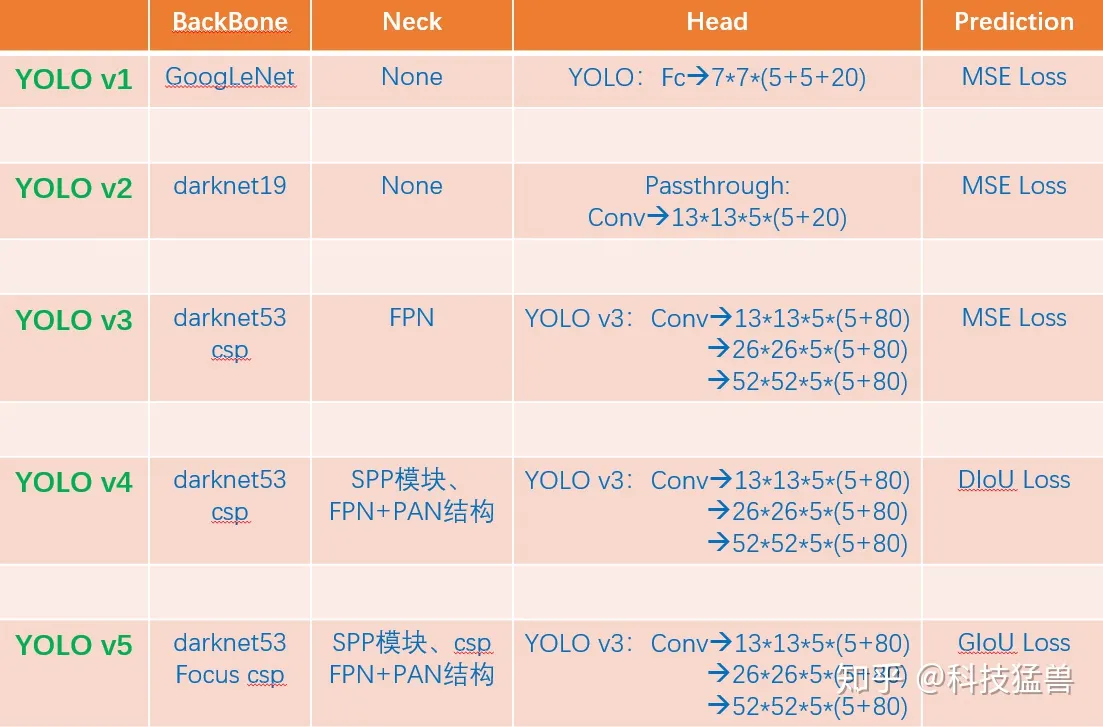 BackBone Neck Head Prediction
YOLO v1 GoogLeNet None YOLO：Fc→7*7*(5+5+20) MSE Loss
YOLO v2 darknet19 None Passthrough: MSE Loss
Conv→13*13*5*(5+20)
YOLO v3 darknet53 FPN YOLO v3：Conv→13*13*5*(5+80) MSE Loss
csp →26*26*5*(5+80)
→52*52*5*(5+80)
YOLO v4 darknet53 SPP模块、 YOLO v3：Conv→13*13*5*(5+80) DIoU Loss
csp FPN+PAN结构 →26*26*5*(5+80)
→52*52*5*(5+80)
YOLO v5 darknet53 SPP模块、csp YOLO v3：Conv→13*13*5*(5+80) GIoU Loss
Focus csp FPN+PAN结构 →26*26*5*(5+80)
知乎 @科技猛兽
→52*52*5*(5+80)